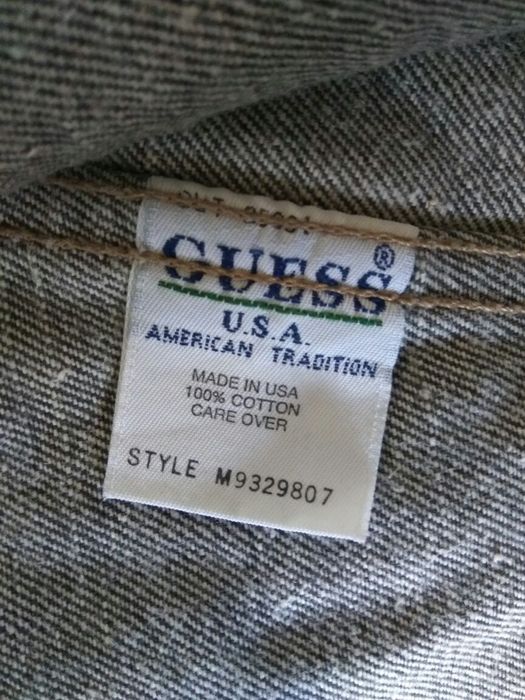 GUESS®
U.S.A.
AMERICAN TRADITION
MADE IN USA
100% COTTON
CARE OVER
STYLE M9329807